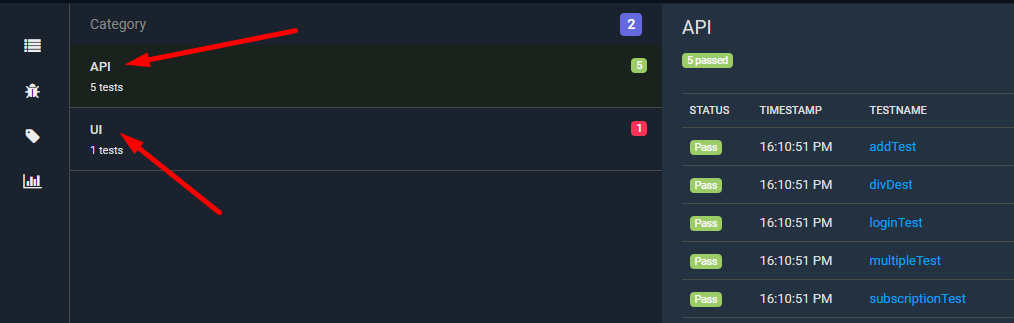 Category 2
API 5
5 tests
UI 1
1 tests
API
5 passed
STATUS TIMESTAMP TESTNAME
Pass 16:10:51 PM addTest
Pass 16:10:51 PM divDest
Pass 16:10:51 PM loginTest
Pass 16:10:51 PM multipleTest
Pass 16:10:51 PM subscriptionTest